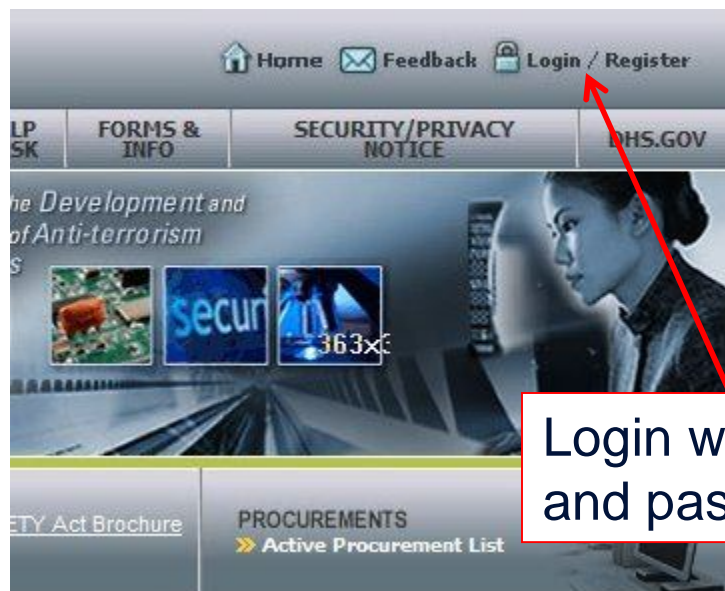 Home Feedback Login / Register
LP
SK
FORMS &
INFO
SECURITY/PRIVACY
NOTICE
DHS.GOV
he Development and
of Anti-terrorism
s
secur
363x3
Login w
and pas
ETY Act Brochure
PROCUREMENTS
Active Procurement List